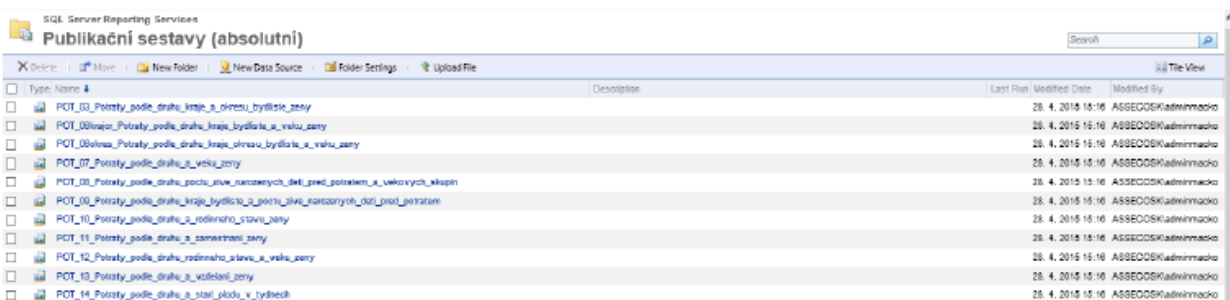 SQL Server Reporting Services
Publikační sestavy (absolutní)
Search
Delete Move New Folder New Data Source Folder Settings Upload File Tile View
Type Name Description Last Run Modified Date Modified By
POT_03_Potraty_podle_druhu_kraje_a_okresu_bydliste_zeny 28. 4. 2015 15:16 ASSECOSK\adminmacko
POT_06krajor_Potraty_podle_druhu_kraje_bydliste_a_veku_zeny 28. 4. 2015 15:16 ASSECOSK\adminmacko
POT_06okres_Potraty_podle_druhu_kraje_okresu_bydliste_a_veku_zeny 28. 4. 2015 15:16 ASSECOSK\adminmacko
POT_07_Potraty_podle_druhu_a_veku_zeny 28. 4. 2015 15:16 ASSECOSK\adminmacko
POT_08_Potraty_podle_druhu_poctu_zive_narozenych_deti_pred_potratem_a_vekovych_skupin 28. 4. 2015 15:16 ASSECOSK\adminmacko
POT_09_Potraty_podle_druhu_kraje_bydliste_a_poctu_zive_narozenych_deti_pred_potratem 28. 4. 2015 15:16 ASSECOSK\adminmacko
POT_10_Potraty_podle_druhu_a_rodinneho_stavu_zeny 28. 4. 2015 15:16 ASSECOSK\adminmacko
POT_11_Potraty_podle_druhu_a_zamestnani_zeny 28. 4. 2015 15:16 ASSECOSK\adminmacko
POT_12_Potraty_podle_druhu_rodinneho_stavu_a_veku_zeny 28. 4. 2015 15:16 ASSECOSK\adminmacko
POT_13_Potraty_podle_druhu_a_vzdelani_zeny 28. 4. 2015 15:16 ASSECOSK\adminmacko
POT_14_Potraty_podle_druhu_a_stari_plodu_v_tydnech 28. 4. 2015 15:16 ASSECOSK\adminmacko